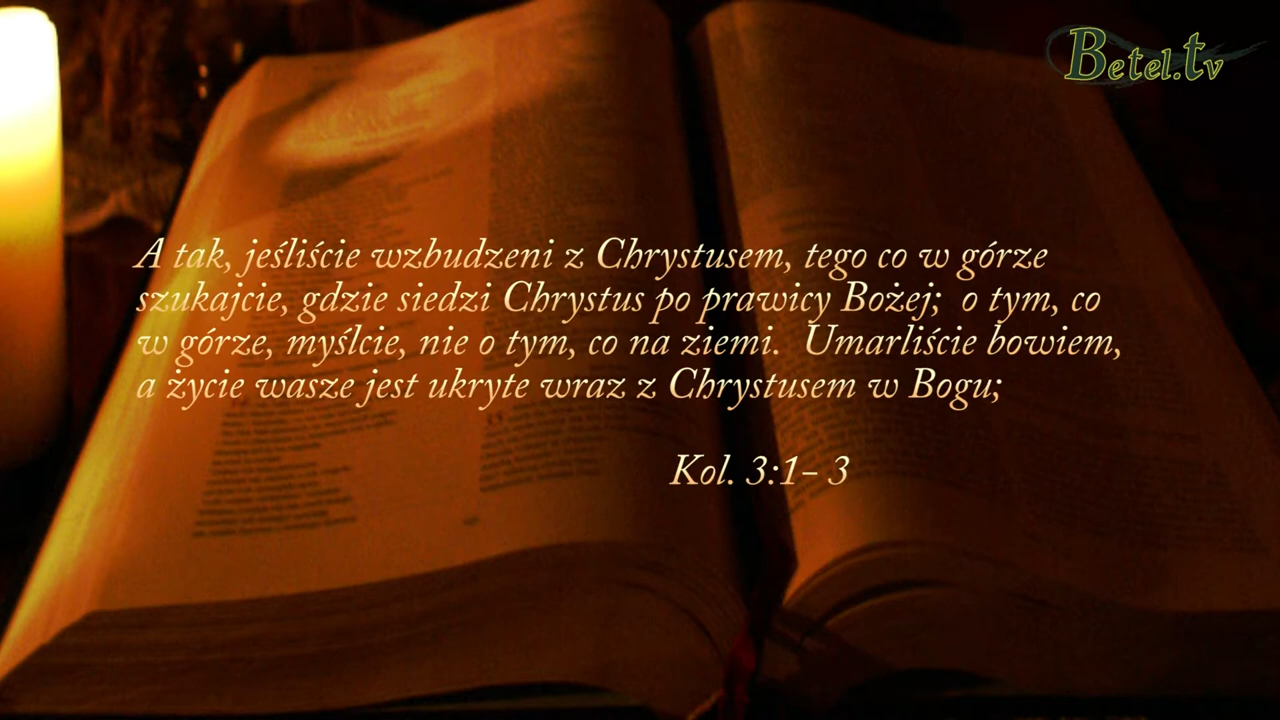 Betel.tv
A tak, jeśliście wzbudzeni z Chrystusem, tego co w górze
szukajcie, gdzie siedzi Chrystus po prawicy Bożej;  o tym, co
w górze, myślcie, nie o tym, co na ziemi.  Umarliście bowiem,
a życie wasze jest ukryte wraz z Chrystusem w Bogu;
Kol. 3:1– 3